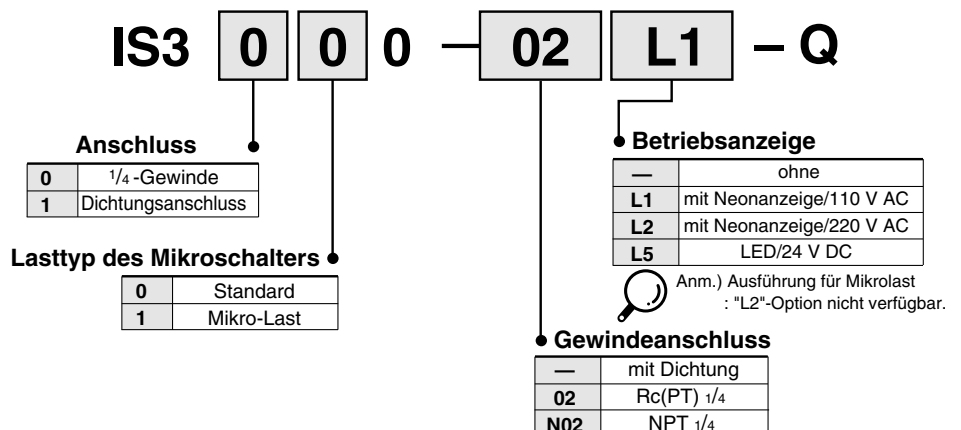 IS3 0 0 0 – 02 L1 – Q
Anschluss
0 1/4 -Gewinde
1 Dichtungsanschluss
Lasttyp des Mikroschalters
0 Standard
1 Mikro-Last
Betriebsanzeige
— ohne
L1 mit Neonanzeige/110 V AC
L2 mit Neonanzeige/220 V AC
L5 LED/24 V DC
Anm.) Ausführung für Mikrolast
: "L2"-Option nicht verfügbar.
Gewindeanschluss
— mit Dichtung
02 Rc(PT) 1/4
N02 NPT 1/4